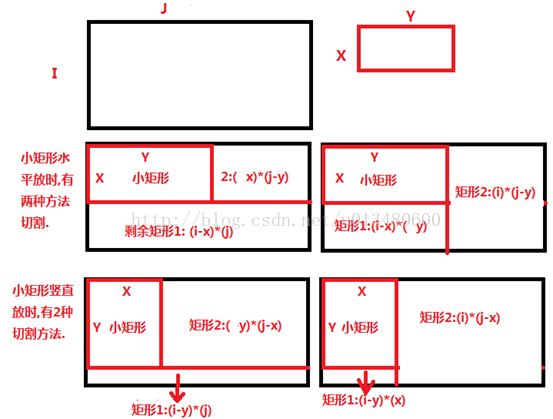 J
Y
X
I
小矩形水
平放时,有
两种方法
切割.
Y
X 小矩形
2:( x)*(j-y)
剩余矩形1: (i-x)*(j)
Y
X 小矩形
矩形2:(i)*(j-y)
矩形1:(i-x)*( y)
http://blog.csdn.net/u013480600
小矩形竖直
放时,有2种
切割方法.
X
Y 小矩形
矩形2:( y)*(j-x)
矩形1:(i-y)*(j)
X
Y 小矩形
矩形2:(i)*(j-x)
矩形1:(i-y)*(x)